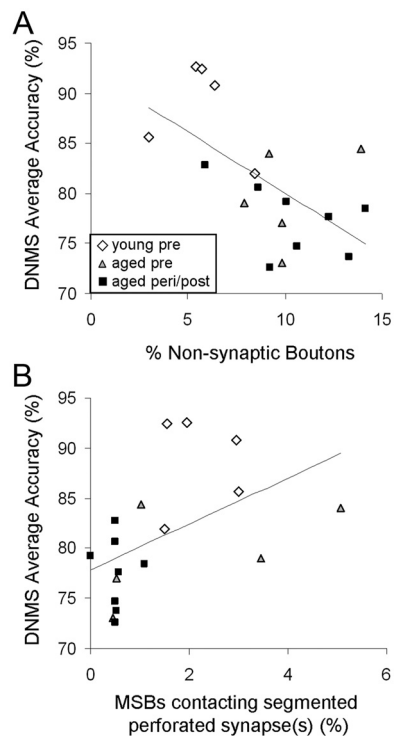 A
DNMS Average Accuracy (%)
95
90
85
80
75
70
young pre
aged pre
aged peri/post
0 5 10 15
% Non-synaptic Boutons
B
DNMS Average Accuracy (%)
95
90
85
80
75
70
0 2 4 6
MSBs contacting segmented
perforated synapse(s) (%)